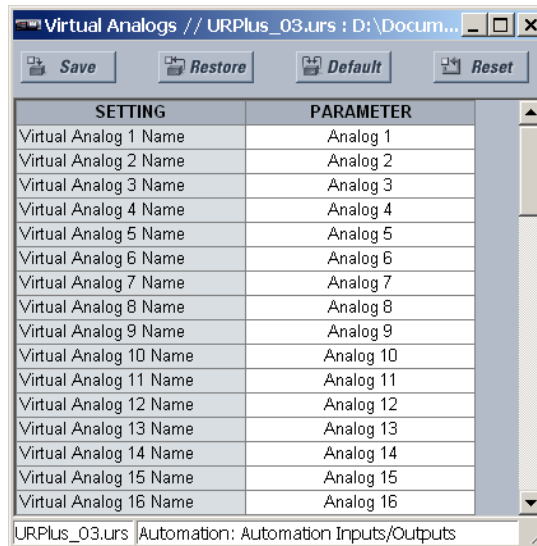 Virtual Analogs // URPlus_03.urs : D:\Docum...
Save Restore Default Reset
SETTING PARAMETER
Virtual Analog 1 Name Analog 1
Virtual Analog 2 Name Analog 2
Virtual Analog 3 Name Analog 3
Virtual Analog 4 Name Analog 4
Virtual Analog 5 Name Analog 5
Virtual Analog 6 Name Analog 6
Virtual Analog 7 Name Analog 7
Virtual Analog 8 Name Analog 8
Virtual Analog 9 Name Analog 9
Virtual Analog 10 Name Analog 10
Virtual Analog 11 Name Analog 11
Virtual Analog 12 Name Analog 12
Virtual Analog 13 Name Analog 13
Virtual Analog 14 Name Analog 14
Virtual Analog 15 Name Analog 15
Virtual Analog 16 Name Analog 16
URPlus_03.urs Automation: Automation Inputs/Outputs